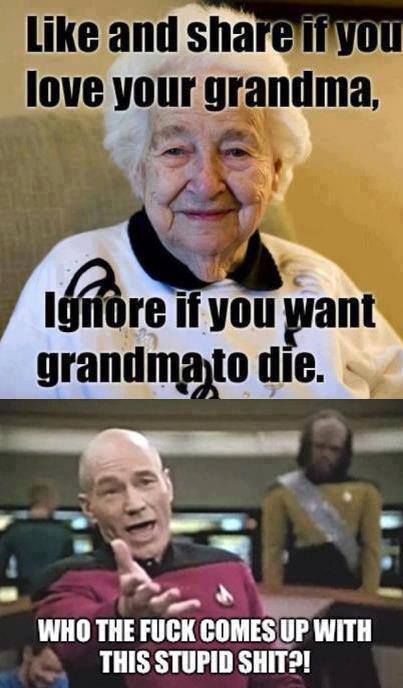 Like and share if you
love your grandma,
Ignore if you want
grandma to die.
WHO THE FUCK COMES UP WITH
THIS STUPID SHIT?!